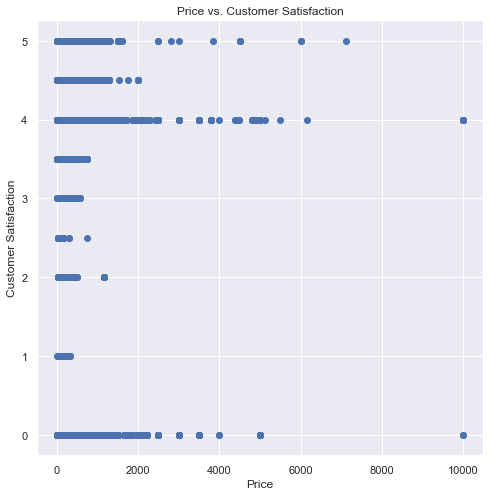 Price vs. Customer Satisfaction
Customer Satisfaction
5
4
3
2
1
0
0 2000 4000 6000 8000 10000
Price